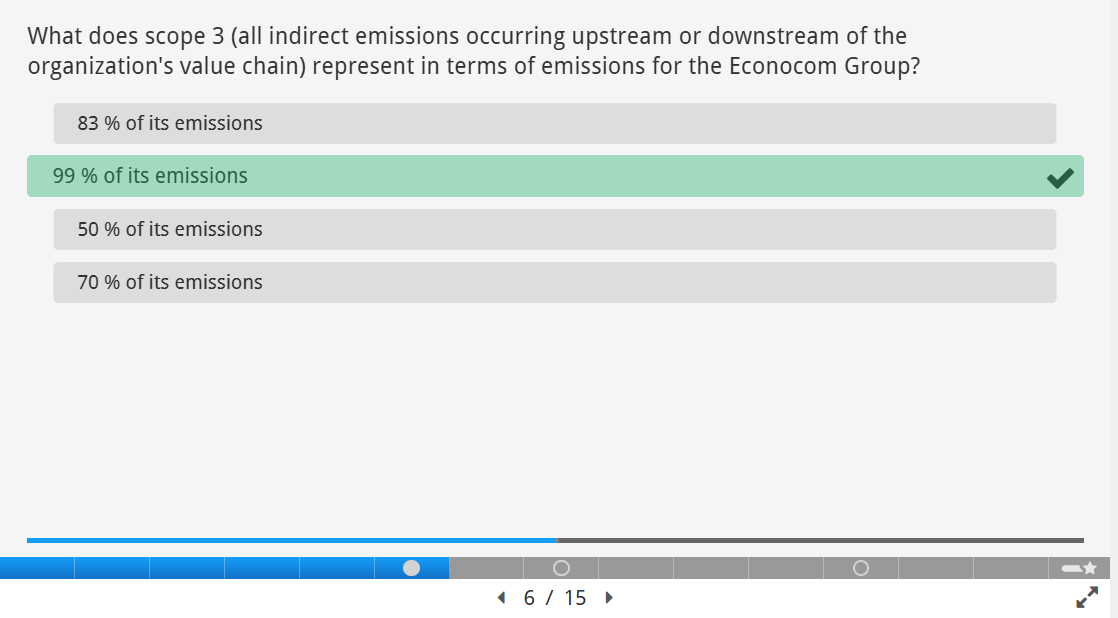 What does scope 3 (all indirect emissions occurring upstream or downstream of the
organization's value chain) represent in terms of emissions for the Econocom Group?
83 % of its emissions
99 % of its emissions
50 % of its emissions
70 % of its emissions
6 / 15